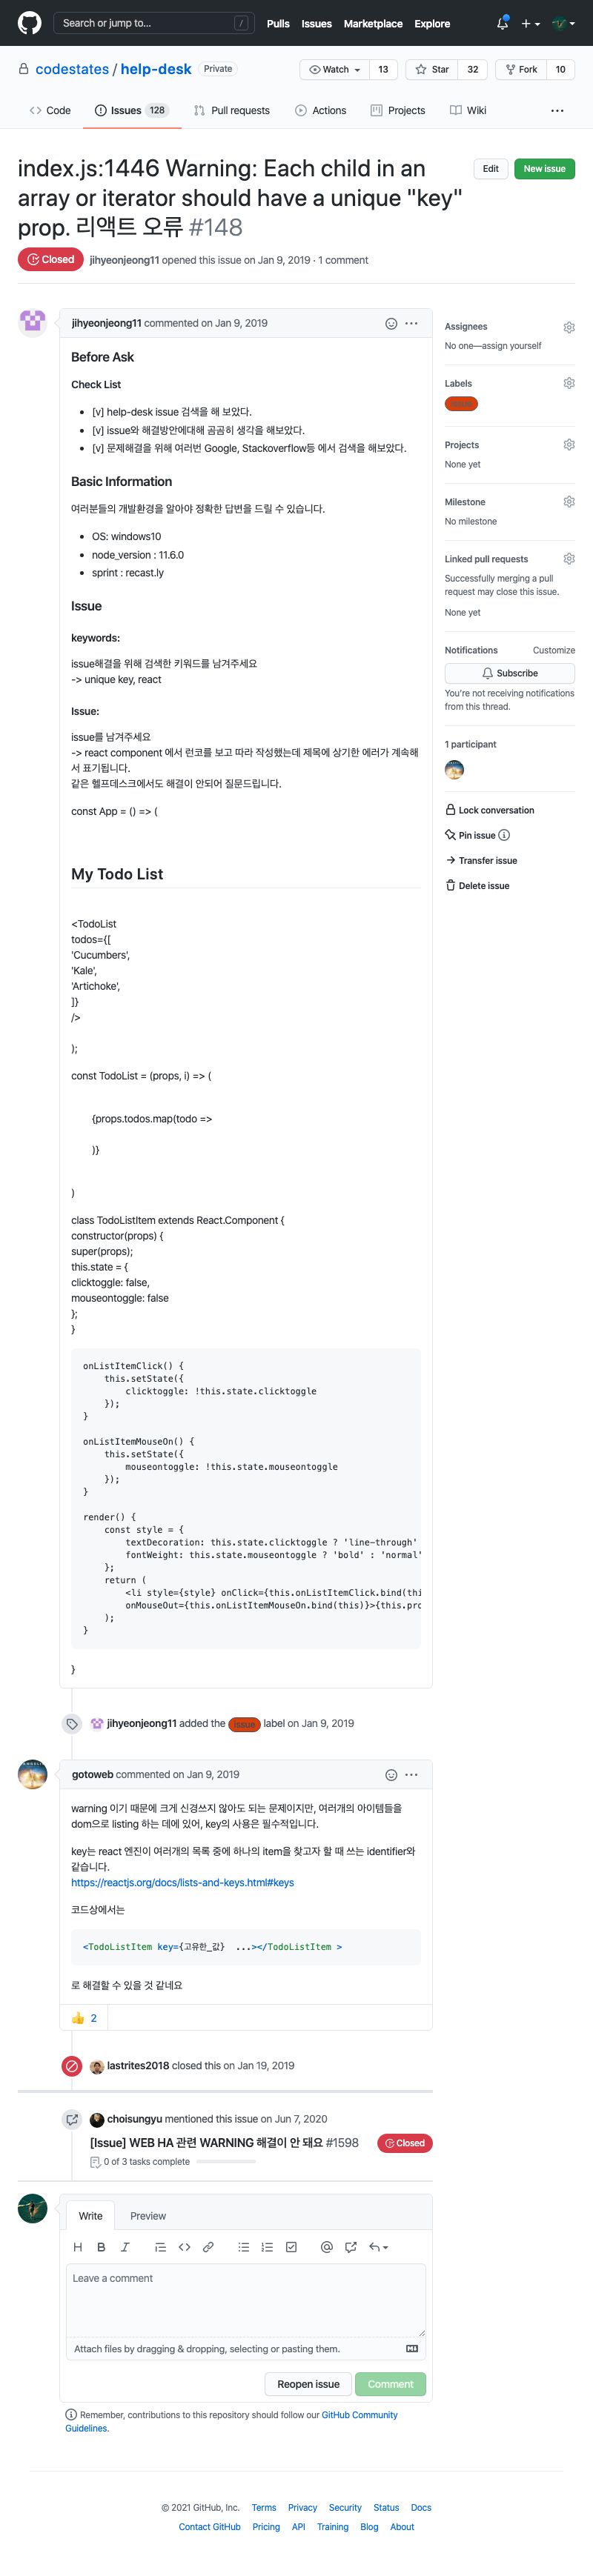 Search or jump to... /
Pulls Issues Marketplace Explore
codestates / help-desk Private
Watch 13 Star 32 Fork 10
Code Issues 128 Pull requests Actions Projects Wiki ...
index.js:1446 Warning: Each child in an
array or iterator should have a unique "key"
prop. 리액트 오류 #148
Edit New issue
Closed jihyeonjeong11 opened this issue on Jan 9, 2019 · 1 comment
jihyeonjeong11 commented on Jan 9, 2019
Before Ask
Check List
[v] help-desk issue 검색을 해 보았다.
[v] issue와 해결방안에대해 곰곰히 생각을 해보았다.
[v] 문제해결을 위해 여러번 Google, Stackoverflow등 에서 검색을 해보았다.
Basic Information
여러분들의 개발환경을 알아야 정확한 답변을 드릴 수 있습니다.
OS: windows10
node_version : 11.6.0
sprint : recast.ly
Issue
keywords:
issue해결을 위해 검색한 키워드를 남겨주세요
-> unique key, react
Issue:
issue를 남겨주세요
-> react component 에서 런코를 보고 따라 작성했는데 제목에 상기한 에러가 계속해
서 표기됩니다.
같은 헬프데스크에서도 해결이 안되어 질문드립니다.
const App = () => (
My Todo List
<TodoList
todos={[
'Cucumbers',
'Kale',
'Artichoke',
]}
/>
);
const TodoList = (props, i) => (
{props.todos.map(todo =>
)}
)
class TodoListItem extends React.Component {
constructor(props) {
super(props);
this.state = {
clicktoggle: false,
mouseontoggle: false
};
}
onListItemClick() {
this.setState({
clicktoggle: !this.state.clicktoggle
});
}
onListItemMouseOn() {
this.setState({
mouseontoggle: !this.state.mouseontoggle
});
}
render() {
const style = {
textDecoration: this.state.clicktoggle ? 'line-through'
fontWeight: this.state.mouseontoggle ? 'bold' : 'normal'
};
return (
<li style={style} onClick={this.onListItemClick.bind(thi
onMouseOut={this.onListItemMouseOn.bind(this)}>{this.pro
);
}
}
Assignees
No one—assign yourself
Labels
Projects
None yet
Milestone
No milestone
Linked pull requests
Successfully merging a pull
request may close this issue.
None yet
Notifications Customize
Subscribe
You're not receiving notifications
from this thread.
1 participant
Lock conversation
Pin issue
Transfer issue
Delete issue
jihyeonjeong11 added the issue label on Jan 9, 2019
gotoweb commented on Jan 9, 2019
warning 이기 때문에 크게 신경쓰지 않아도 되는 문제이지만, 여러개의 아이템들을
dom으로 listing 하는 데에 있어, key의 사용은 필수적입니다.
key는 react 엔진이 여러개의 목록 중에 하나의 item을 찾고자 할 때 쓰는 identifier와
같습니다.
https://reactjs.org/docs/lists-and-keys.html#keys
코드상에서는
<TodoListItem key={고유한_값} ...></TodoListItem >
로 해결할 수 있을 것 같네요
2
lastrites2018 closed this on Jan 19, 2019
choisungyu mentioned this issue on Jun 7, 2020
[Issue] WEB HA 관련 WARNING 해결이 안 돼요 #1598 Closed
0 of 3 tasks complete
Write Preview
Leave a comment
Attach files by dragging & dropping, selecting or pasting them.
Reopen issue Comment
Remember, contributions to this repository should follow our GitHub Community
Guidelines.
© 2021 GitHub, Inc. Terms Privacy Security Status Docs
Contact GitHub Pricing API Training Blog About